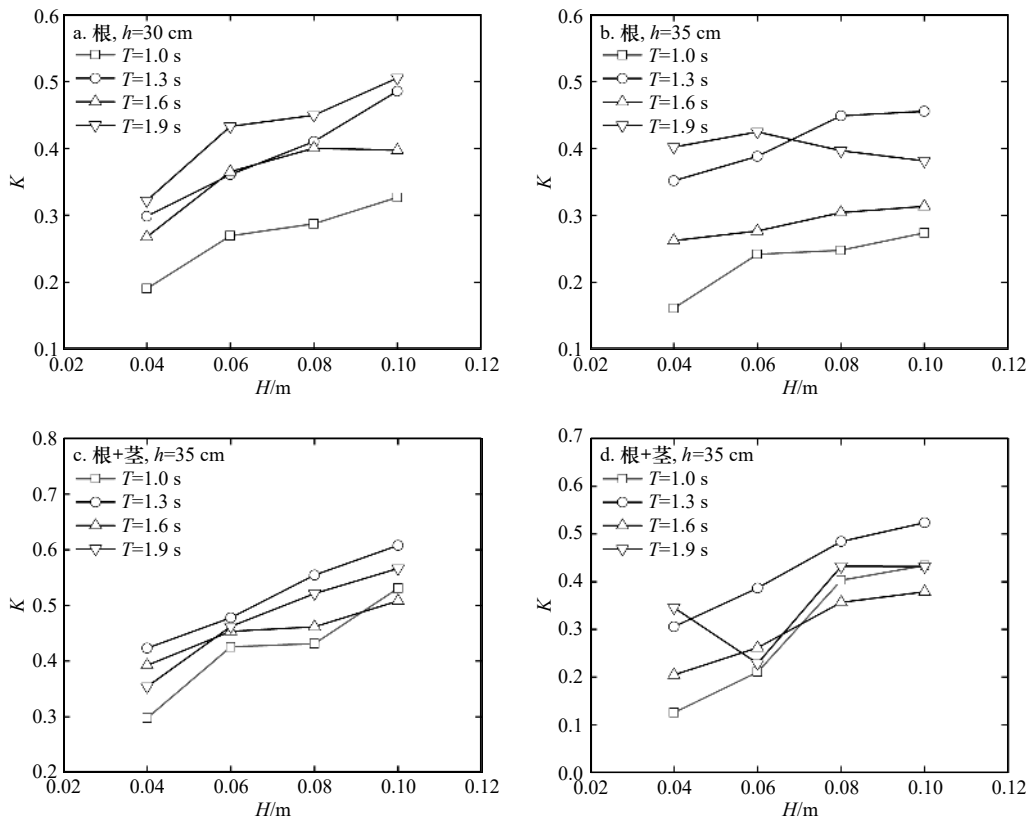 0.6
a. 根, h=30 cm
T=1.0 s
0.5
T=1.3 s
T=1.6 s
T=1.9 s
0.4
K
0.3
0.2
0.1
0.02 0.04 0.06 0.08 0.10 0.12
H/m
0.6
b. 根, h=35 cm
T=1.0 s
0.5
T=1.3 s
T=1.6 s
T=1.9 s
0.4
K
0.3
0.2
0.1
0.02 0.04 0.06 0.08 0.10 0.12
H/m
0.8
c. 根+茎, h=35 cm
T=1.0 s
0.7
T=1.3 s
T=1.6 s
T=1.9 s
0.6
K
0.5
0.4
0.3
0.2
0.02 0.04 0.06 0.08 0.10 0.12
H/m
0.7
d. 根+茎, h=35 cm
T=1.0 s
0.6
T=1.3 s
T=1.6 s
0.5
T=1.9 s
0.4
K
0.3
0.2
0.1
0.0
0.02 0.04 0.06 0.08 0.10 0.12
H/m